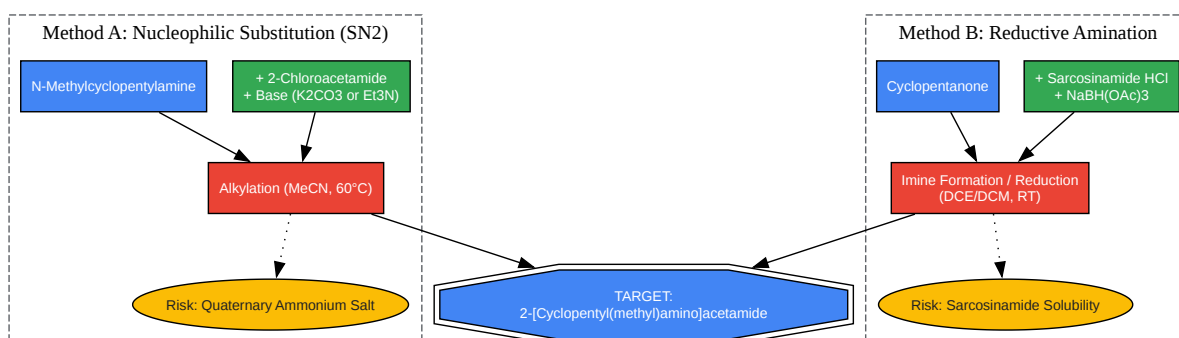 Method A: Nucleophilic Substitution (SN2)
N-Methylcyclopentylamine
+ 2-Chloroacetamide
+ Base (K2CO3 or Et3N)
Alkylation (MeCN, 60°C)
Risk: Quaternary Ammonium Salt
Method B: Reductive Amination
Cyclopentanone
+ Sarcosinamide HCl
+ NaBH(OAc)3
Imine Formation / Reduction
(DCE/DCM, RT)
Risk: Sarcosinamide Solubility
TARGET:
2-[Cyclopentyl(methyl)amino]acetamide